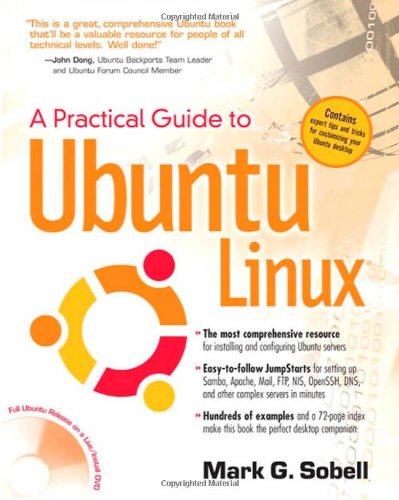 Copyrighted Material
"This is a great, comprehensive Ubuntu book
that'll be a valuable resource for people of all
technical levels. Well done!"
—John Dong, Ubuntu Backports Team Leader
and Ubuntu Forum Council Member
A Practical Guide to
Contains
expert tips and tricks
for customizing your
Ubuntu desktop
Ubuntu
Linux®
The most comprehensive resource
for installing and configuring Ubuntu servers
Easy-to-follow JumpStarts for setting up
Samba, Apache, Mail, FTP, NIS, OpenSSH, DNS,
and other complex servers in minutes
Hundreds of examples and a 72-page index
make this book the perfect desktop companion
Full Ubuntu Release on a Live/Install DVD
Mark G. Sobell
Copyrighted Material